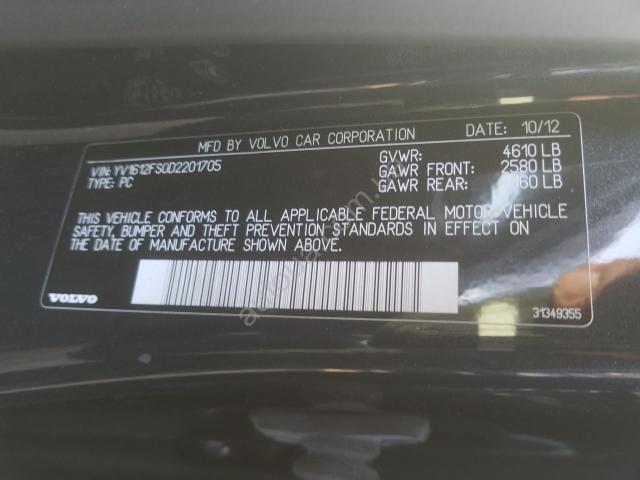 MFD BY VOLVO CAR CORPORATION DATE: 10/12
VIN: YV1612FS0D2201705
TYPE: PC
GVWR: 4610 LB
GAWR FRONT: 2580 LB
GAWR REAR: 60 LB
THIS VEHICLE CONFORMS TO ALL APPLICABLE FEDERAL MOTOR VEHICLE
SAFETY, BUMPER AND THEFT PREVENTION STANDARDS IN EFFECT ON
THE DATE OF MANUFACTURE SHOWN ABOVE.
VOLVO
31349355